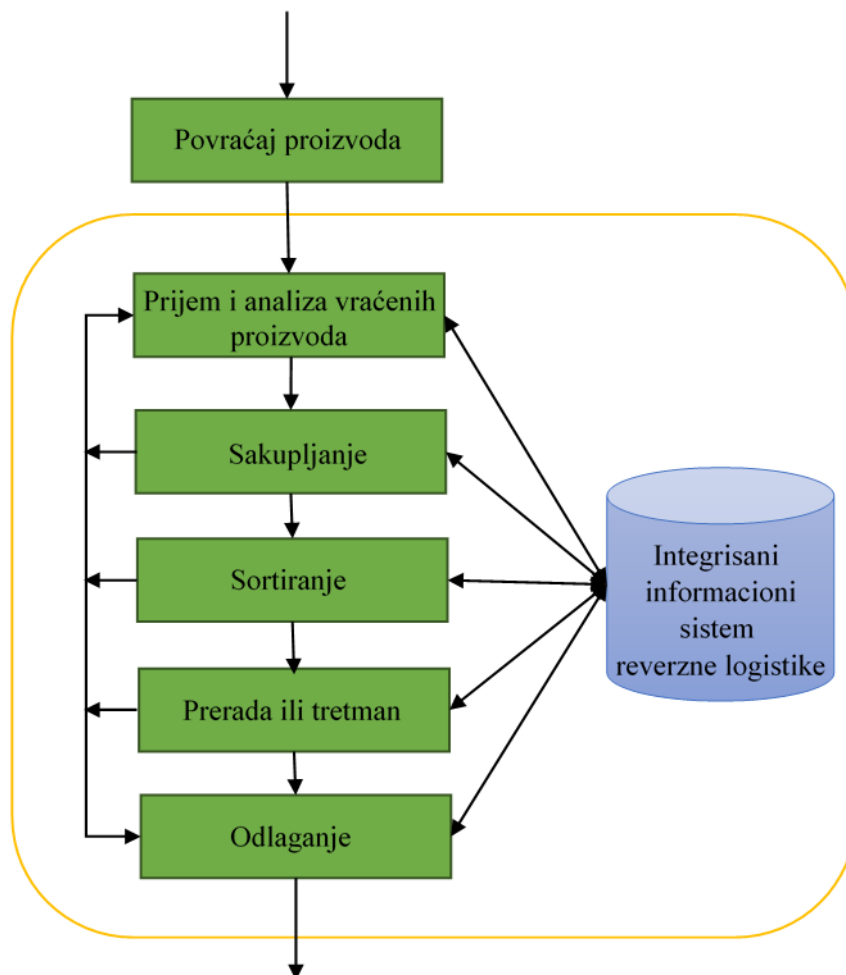 Povraćaj proizvoda
Prijem i analiza vraćenih
proizvoda
Sakupljanje
Sortiranje
Prerada ili tretman
Odlaganje
Integrisani
informacioni
sistem
reverzne logistike